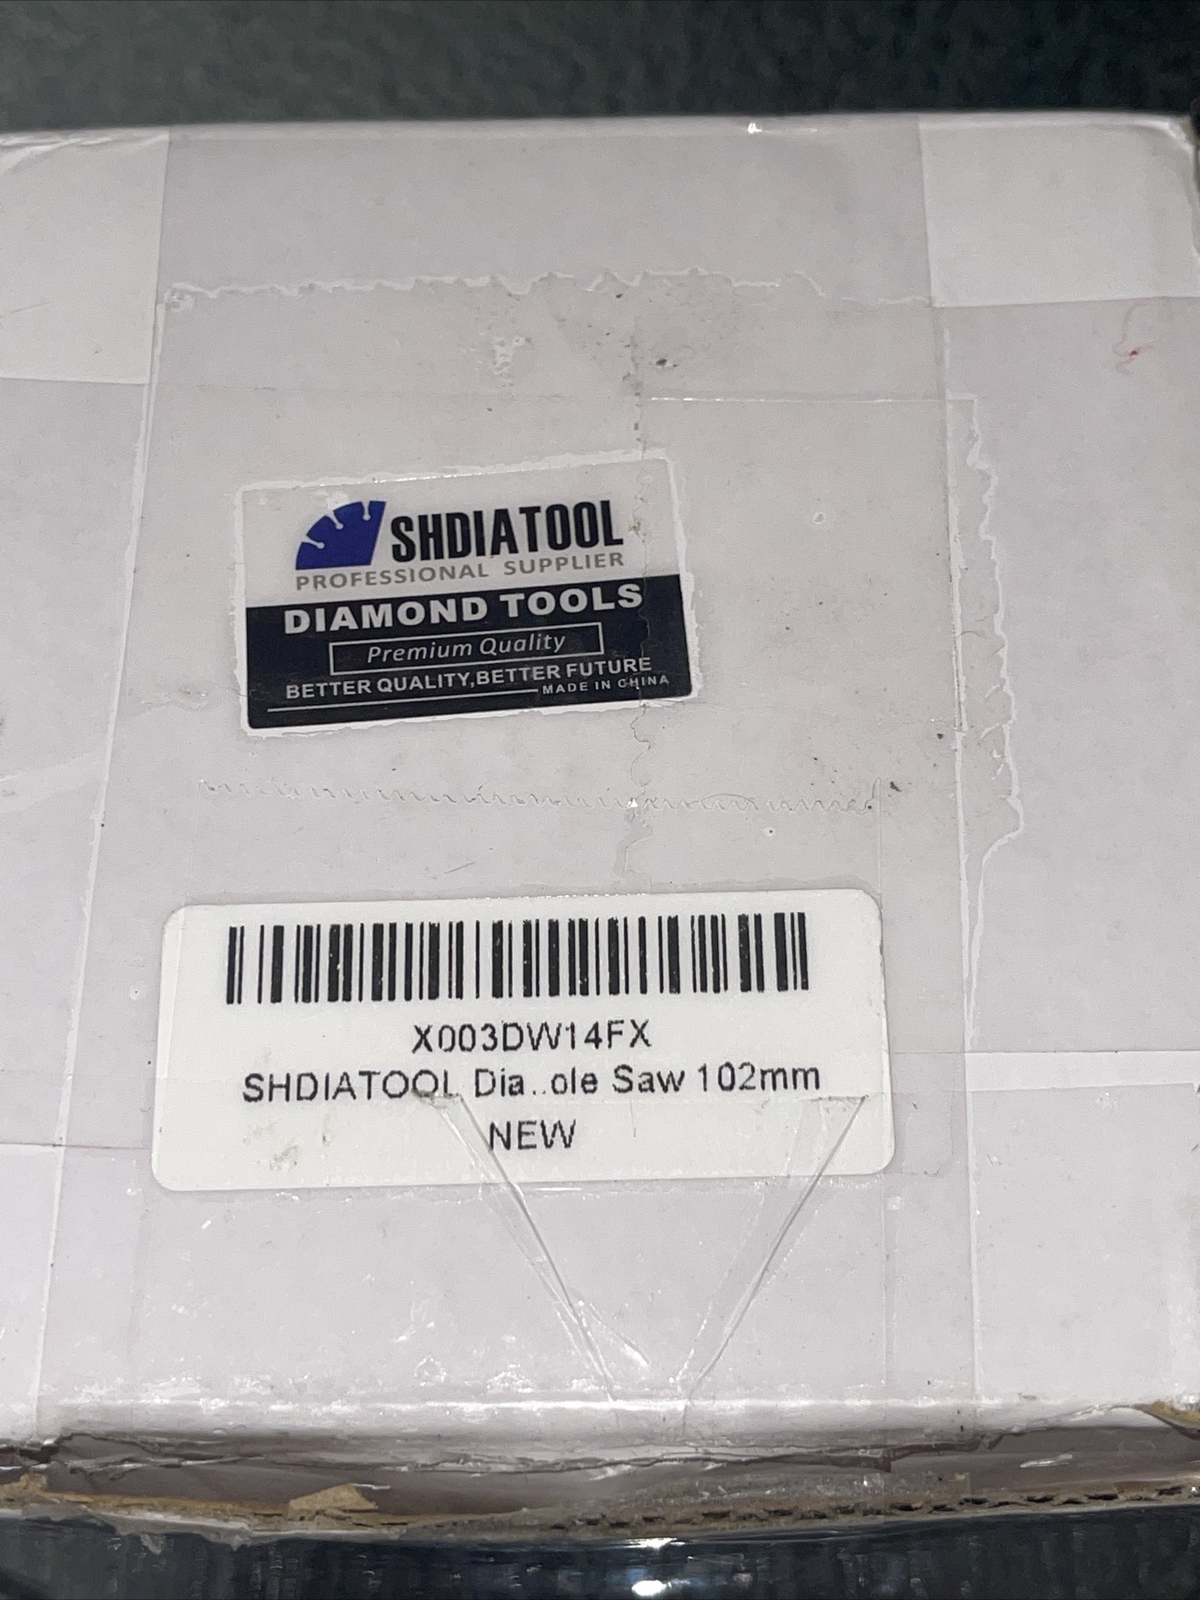 SHDIATOOL
PROFESSIONAL SUPPLIER
DIAMOND TOOLS
Premium Quality
BETTER QUALITY,BETTER FUTURE
MADE IN CHINA
X003DW14FX
SHDIATOOL Dia..ole Saw 102mm
NEW